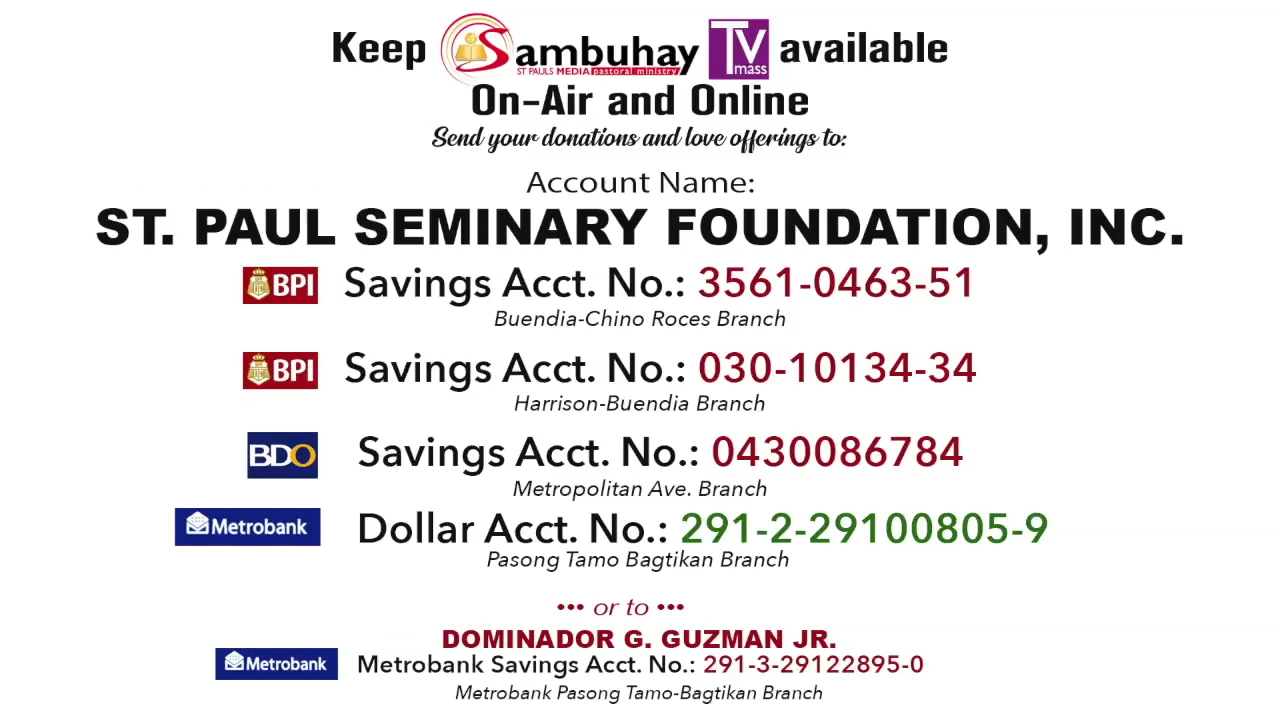 Keep Sambuhay TV mass available
ST PAULS MEDIA pastoral ministry
On-Air and Online
Send your donations and love offerings to:
Account Name:
ST. PAUL SEMINARY FOUNDATION, INC.
BPI Savings Acct. No.: 3561-0463-51
Buendia-Chino Roces Branch
BPI Savings Acct. No.: 030-10134-34
Harrison-Buendia Branch
BDO Savings Acct. No.: 0430086784
Metropolitan Ave. Branch
Metrobank Dollar Acct. No.: 291-2-29100805-9
Pasong Tamo Bagtikan Branch
••• or to •••
DOMINADOR G. GUZMAN JR.
Metrobank Metrobank Savings Acct. No.: 291-3-29122895-0
Metrobank Pasong Tamo-Bagtikan Branch